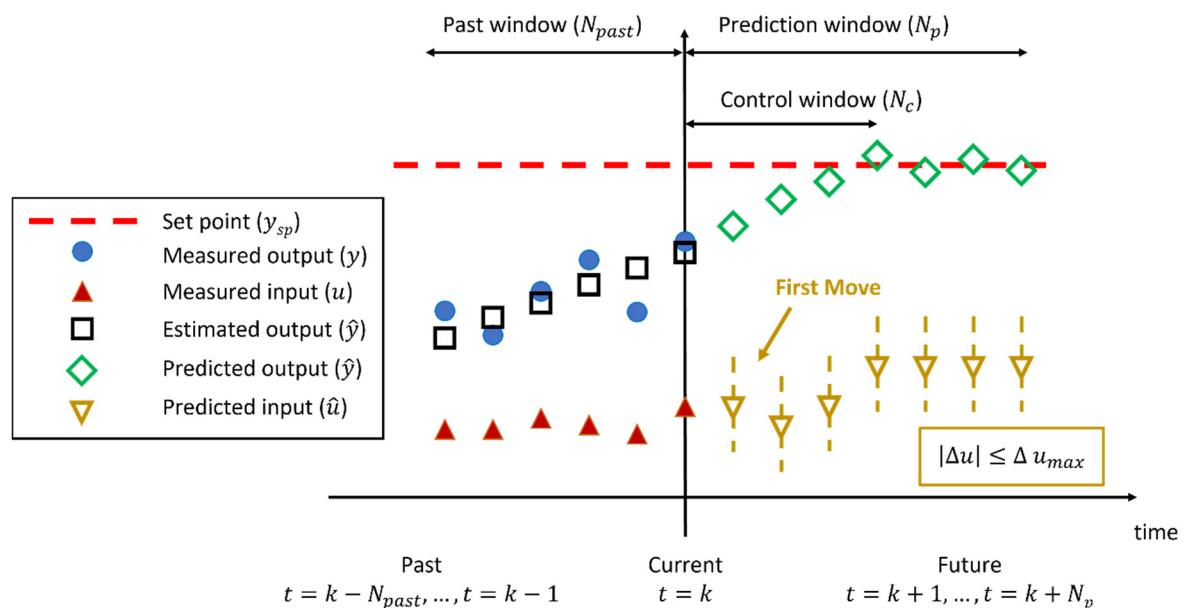 Past window (N_past)
Prediction window (N_p)
Control window (N_c)
Set point (y_sp)
Measured output (y)
Measured input (u)
Estimated output (ŷ)
Predicted output (ŷ)
Predicted input (û)
First Move
|Δu| ≤ Δ u_max
time
Past
t = k − N_past, …, t = k − 1
Current
t = k
Future
t = k + 1, …, t = k + N_p